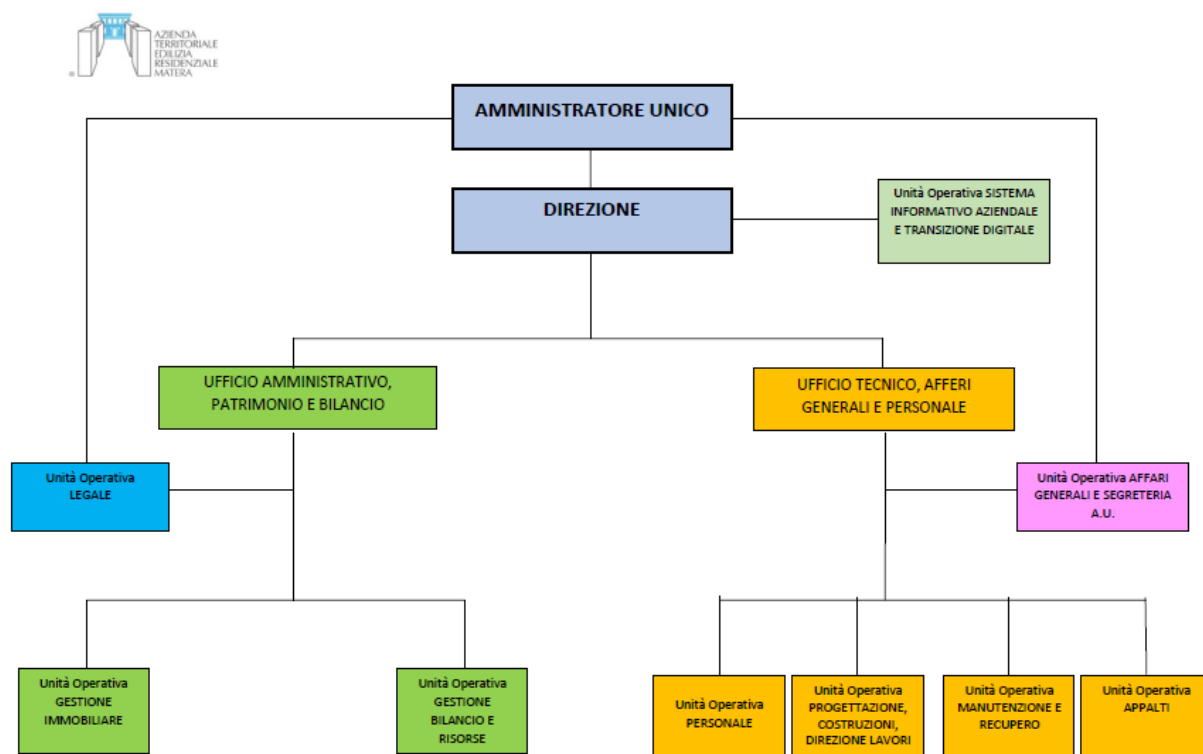 AZIENDA
TERRITORIALE
EDILIZIA
RESIDENZIALE
MATERA
®
AMMINISTRATORE UNICO
DIREZIONE
Unità Operativa SISTEMA
INFORMATIVO AZIENDALE
E TRANSIZIONE DIGITALE
UFFICIO AMMINISTRATIVO,
PATRIMONIO E BILANCIO
UFFICIO TECNICO, AFFERI
GENERALI E PERSONALE
Unità Operativa
LEGALE
Unità Operativa AFFARI
GENERALI E SEGRETERIA
A.U.
Unità Operativa
GESTIONE
IMMOBILIARE
Unità Operativa
GESTIONE
BILANCIO E
RISORSE
Unità Operativa
PERSONALE
Unità Operativa
PROGETTAZIONE,
COSTRUZIONI,
DIREZIONE LAVORI
Unità Operativa
MANUTENZIONE E
RECUPERO
Unità Operativa
APPALTI